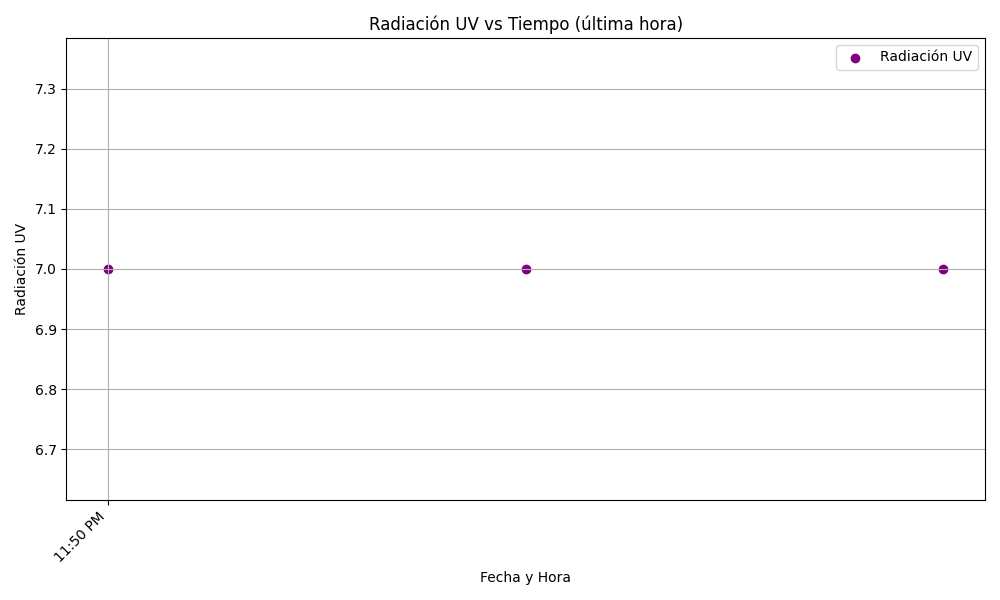 Radiación UV vs Tiempo (última hora)
Radiación UV
7.3
7.2
7.1
7.0
6.9
6.8
6.7
Radiación UV
11:50 PM
Fecha y Hora